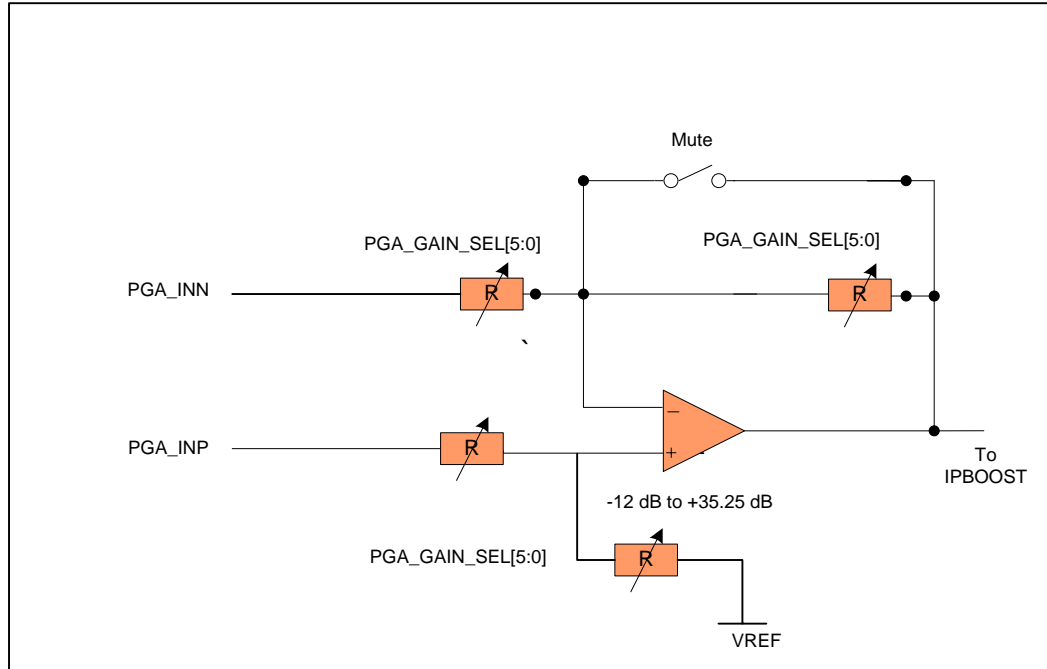 Mute
PGA_GAIN_SEL[5:0]
PGA_GAIN_SEL[5:0]
PGA_INN
R
R
`
−
PGA_INP
R
+
To
IPBOOST
-12 dB to +35.25 dB
PGA_GAIN_SEL[5:0]
R
VREF